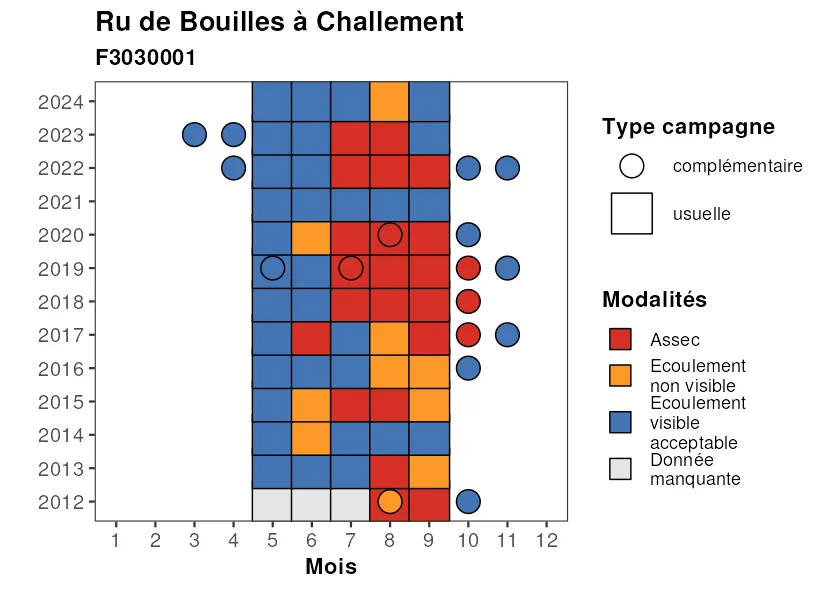 Ru de Bouilles à Challement
F3030001
2024
2023
2022
2021
2020
2019
2018
2017
2016
2015
2014
2013
2012
1 2 3 4 5 6 7 8 9 10 11 12
Mois
Type campagne
complémentaire
usuelle
Modalités
Assec
Ecoulement
non visible
Ecoulement
visible
acceptable
Donnée
manquante